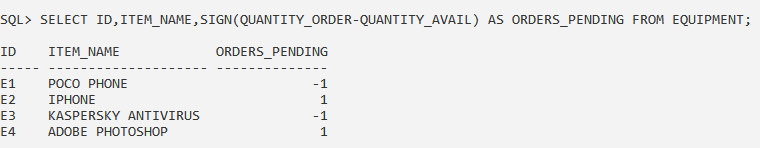 SQL> SELECT ID,ITEM_NAME,SIGN(QUANTITY_ORDER-QUANTITY_AVAIL) AS ORDERS_PENDING FROM EQUIPMENT;
ID    ITEM_NAME            ORDERS_PENDING
----- -------------------- --------------
E1    POCO PHONE                       -1
E2    IPHONE                            1
E3    KASPERSKY ANTIVIRUS              -1
E4    ADOBE PHOTOSHOP                   1